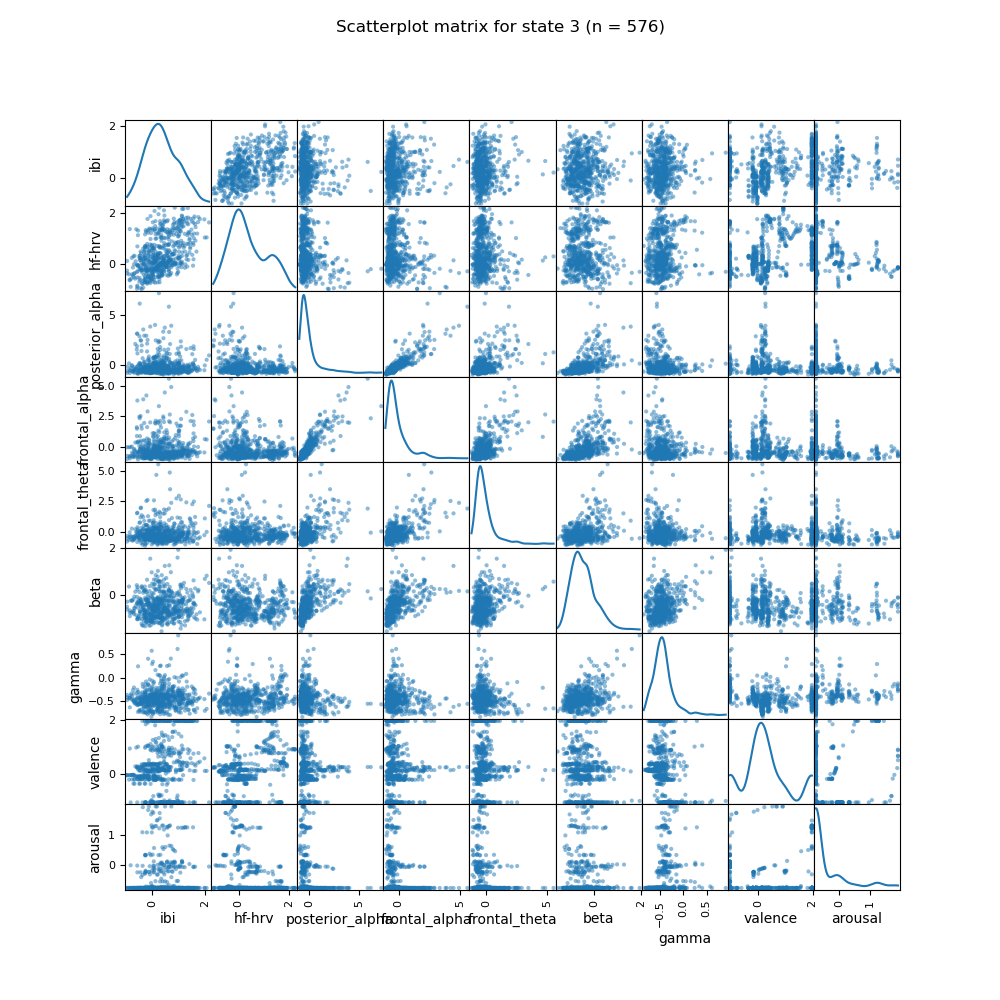 Scatterplot matrix for state 3 (n = 576)
ibi
2
0
hf-hrv
2
0
posterior_alpha
5
0
frontal_alpha
5.0
2.5
0.0
frontal_theta
5.0
2.5
0.0
beta
2
0
gamma
0.5
0.0
−0.5
valence
2
0
arousal
1
0
0 2 0 2 0 5 0 5 0 5 0 2 −0.5 0.0 0.5 0 2 0 1
ibi hf-hrv posterior_alpha frontal_alpha frontal_theta beta valence arousal
gamma